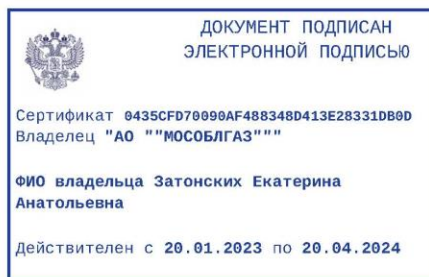 ДОКУМЕНТ ПОДПИСАН
ЭЛЕКТРОННОЙ ПОДПИСЬЮ
Сертификат 0435CFD70090AF488348D413E28331DB0D
Владелец "АО ""МОСОБЛГАЗ"""
ФИО владельца Затонских Екатерина
Анатольевна
Действителен с 20.01.2023 по 20.04.2024